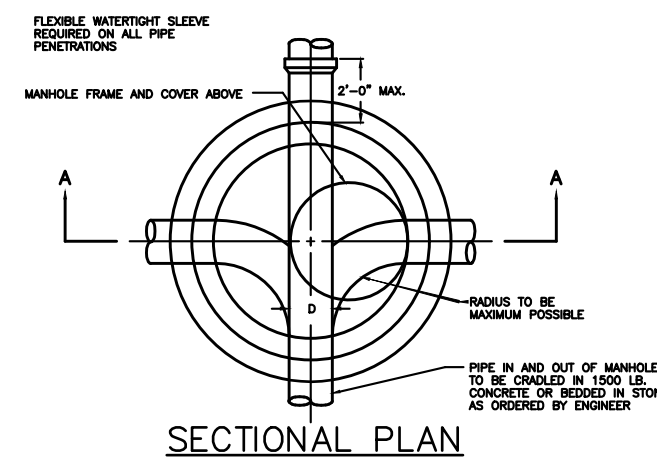 FLEXIBLE WATERTIGHT SLEEVE
REQUIRED ON ALL PIPE
PENETRATIONS
MANHOLE FRAME AND COVER ABOVE
2'-0" MAX.
A
A
D
RADIUS TO BE
MAXIMUM POSSIBLE
PIPE IN AND OUT OF MANHOLE
TO BE CRADLED IN 1500 LB.
CONCRETE OR BEDDED IN STON
AS ORDERED BY ENGINEER
SECTIONAL PLAN